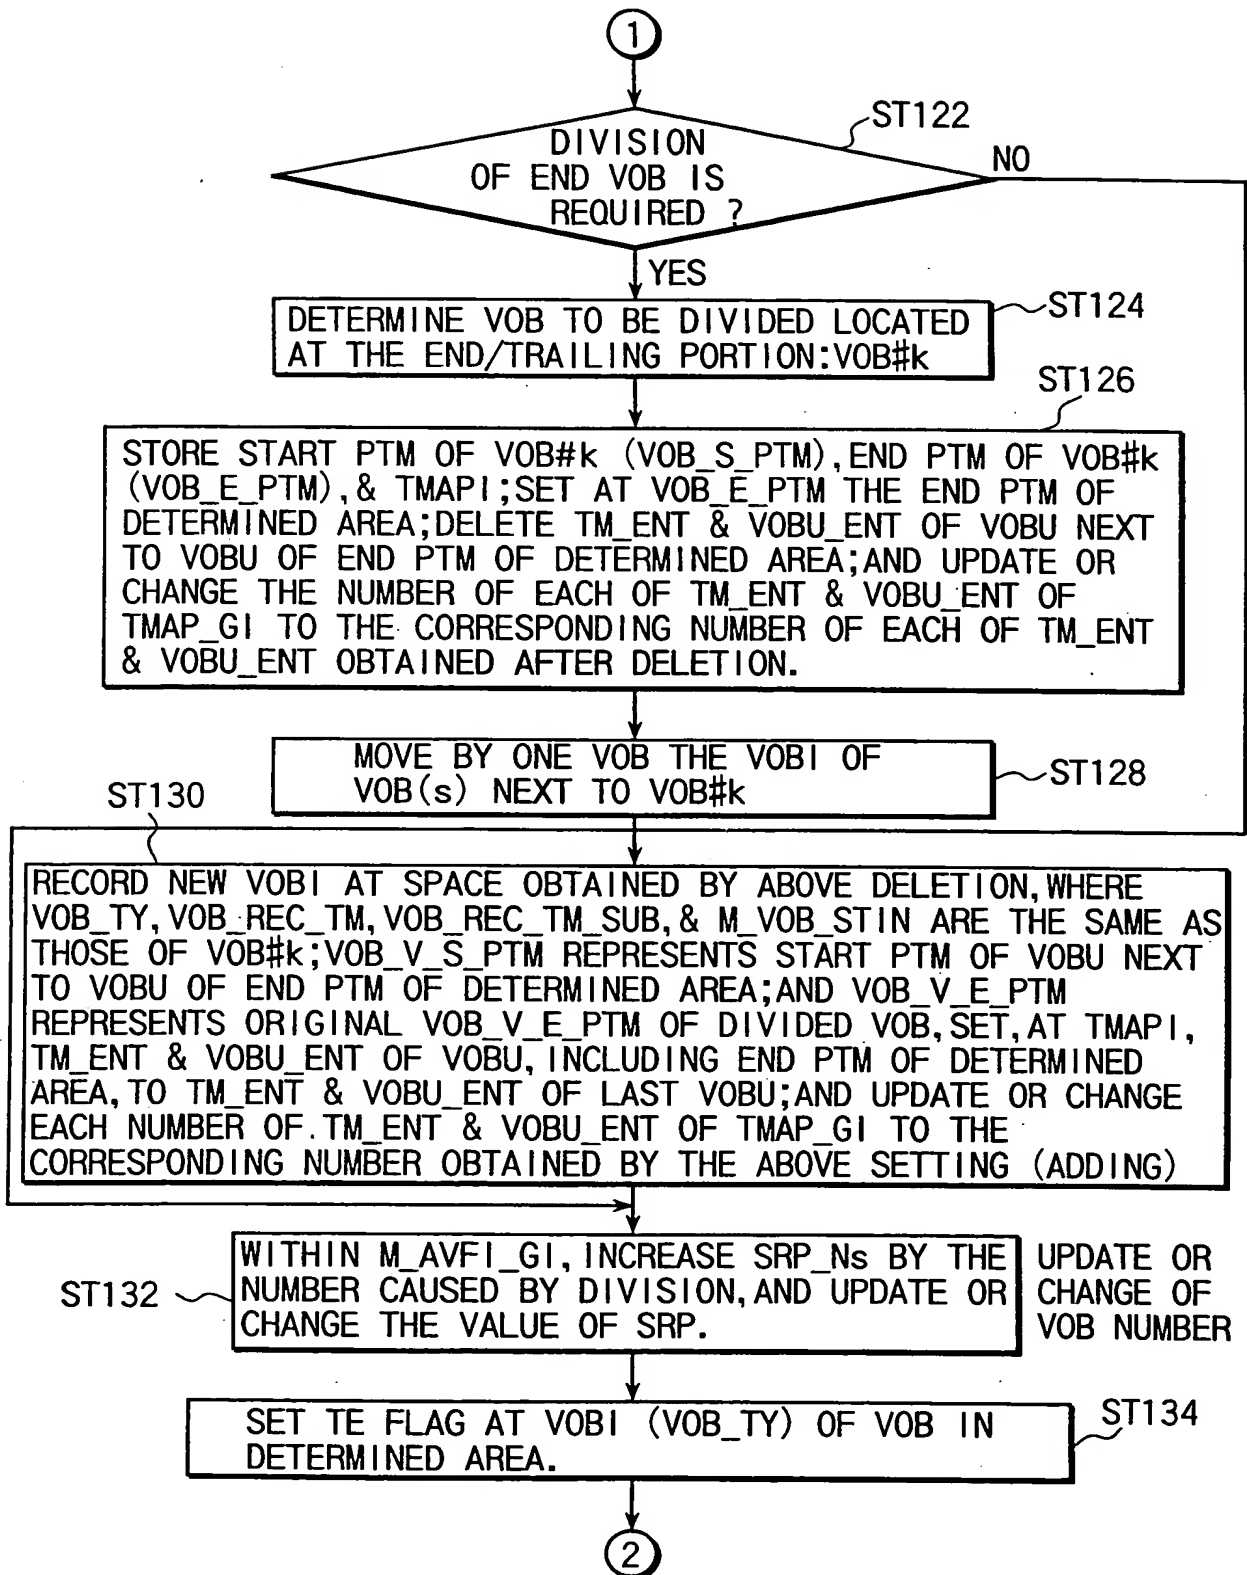 1
ST122
DIVISION
OF END VOB IS
REQUIRED ?
NO
YES
DETERMINE VOB TO BE DIVIDED LOCATED
AT THE END/TRAILING PORTION:VOB#k
ST124
ST126
STORE START PTM OF VOB#k (VOB_S_PTM),END PTM OF VOB#k
(VOB_E_PTM),& TMAPI;SET AT VOB_E_PTM THE END PTM OF
DETERMINED AREA;DELETE TM_ENT & VOBU_ENT OF VOBU NEXT
TO VOBU OF END PTM OF DETERMINED AREA;AND UPDATE OR
CHANGE THE NUMBER OF EACH OF TM_ENT & VOBU_ENT OF
TMAP_GI TO THE CORRESPONDING NUMBER OF EACH OF TM_ENT
& VOBU_ENT OBTAINED AFTER DELETION.
MOVE BY ONE VOB THE VOBI OF
VOB(s) NEXT TO VOB#k
ST128
ST130
RECORD NEW VOBI AT SPACE OBTAINED BY ABOVE DELETION,WHERE
VOB_TY,VOB_REC_TM,VOB_REC_TM_SUB,& M_VOB_STIN ARE THE SAME AS
THOSE OF VOB#k;VOB_V_S_PTM REPRESENTS START PTM OF VOBU NEXT
TO VOBU OF END PTM OF DETERMINED AREA;AND VOB_V_E_PTM
REPRESENTS ORIGINAL VOB_V_E_PTM OF DIVIDED VOB,SET,AT TMAPI,
TM_ENT & VOBU_ENT OF VOBU,INCLUDING END PTM OF DETERMINED
AREA,TO TM_ENT & VOBU_ENT OF LAST VOBU;AND UPDATE OR CHANGE
EACH NUMBER OF TM_ENT & VOBU_ENT OF TMAP_GI TO THE
CORRESPONDING NUMBER OBTAINED BY THE ABOVE SETTING (ADDING)
WITHIN M_AVFI_GI,INCREASE SRP_Ns BY THE
NUMBER CAUSED BY DIVISION,AND UPDATE OR
CHANGE THE VALUE OF SRP.
ST132
UPDATE OR
CHANGE OF
VOB NUMBER
SET TE FLAG AT VOBI (VOB_TY) OF VOB IN
DETERMINED AREA.
ST134
2